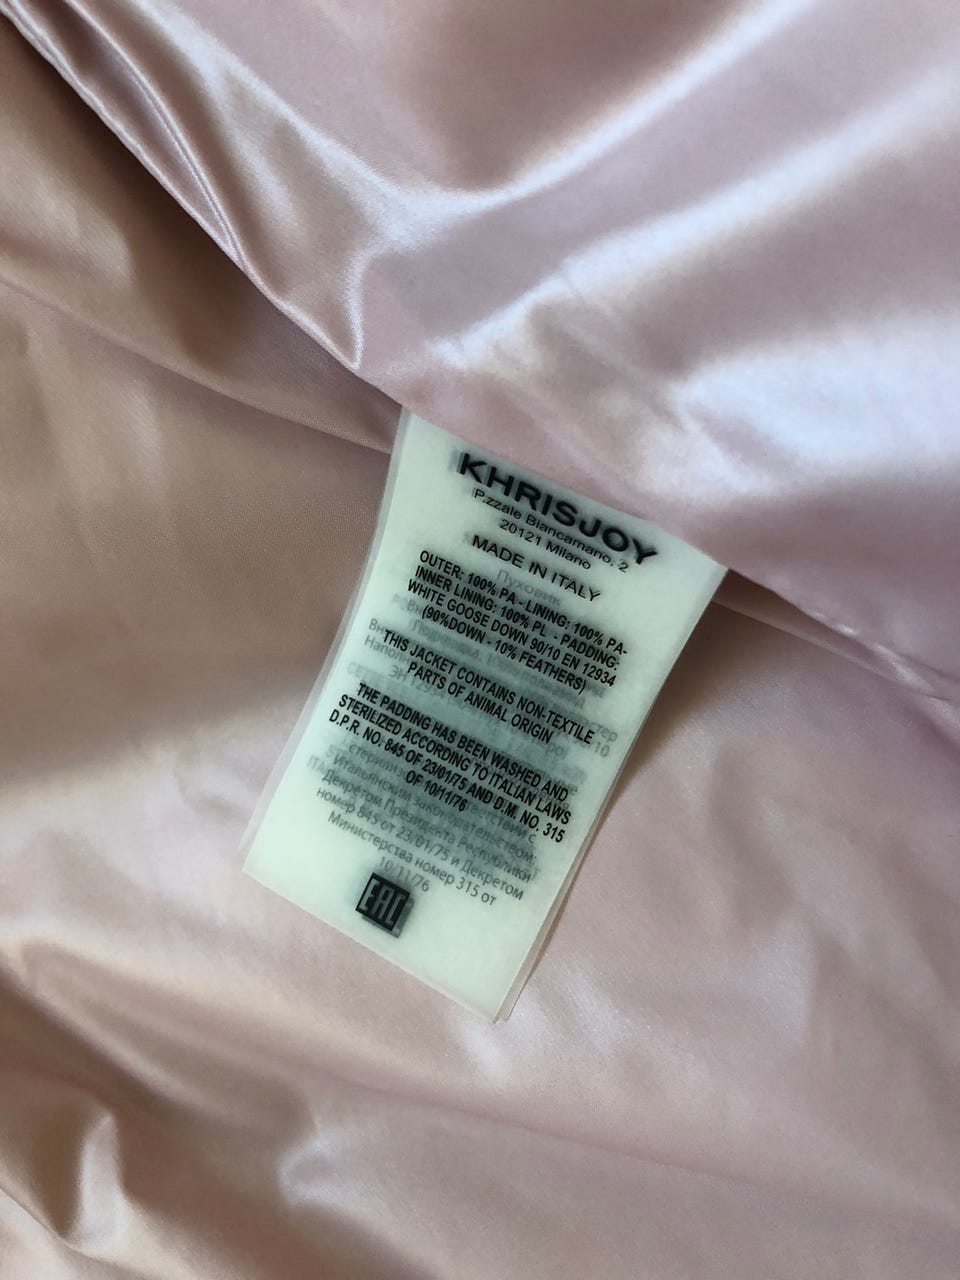 KHRISJOY
P.zzale Biancamano, 2
20121 Milano
MADE IN ITALY
Пуховик
OUTER: 100% PA - LINING: 100% PA-
INNER LINING: 100% PL - PADDING:
WHITE GOOSE DOWN 90/10 EN 12934
(90%DOWN - 10% FEATHERS)
THIS JACKET CONTAINS NON-TEXTILE
PARTS OF ANIMAL ORIGIN
THE PADDING HAS BEEN WASHED AND
STERILIZED ACCORDING TO ITALIAN LAWS
D.P.R. NO. 845 OF 23/01/75 AND D.M. NO. 315
OF 10/11/76
Декретом Президента Республики
номер 845 от 23/01/75 и Декретом
Министерства номер 315 от
10/11/76
EAC